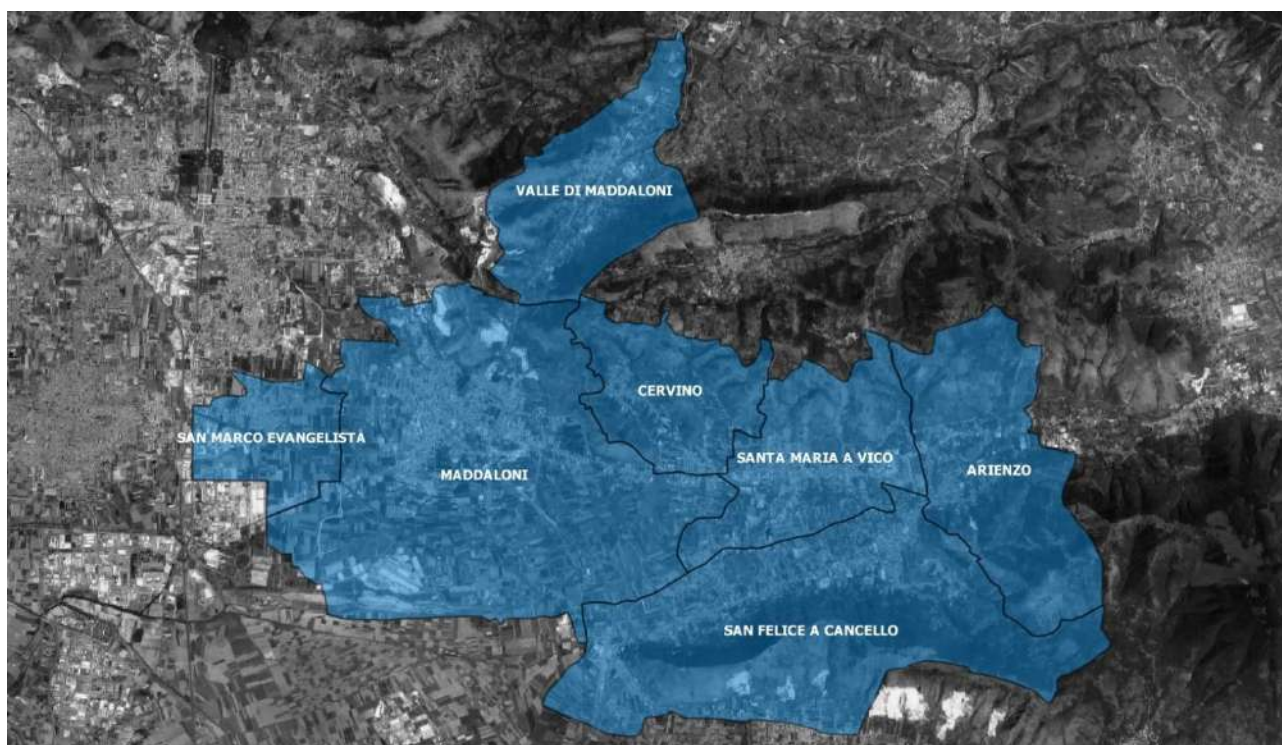 VALLE DI MADDALONI
CERVINO
SAN MARCO EVANGELISTA
SANTA MARIA A VICO
MADDALONI
ARIENZO
SAN FELICE A CANCELLO